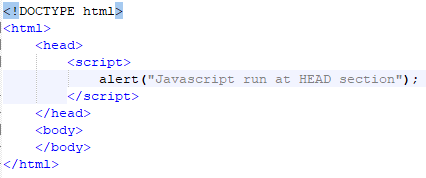 <!DOCTYPE html>
<html>
<head>
<script>
alert("Javascript run at HEAD section");
</script>
</head>
<body>
</body>
</html>